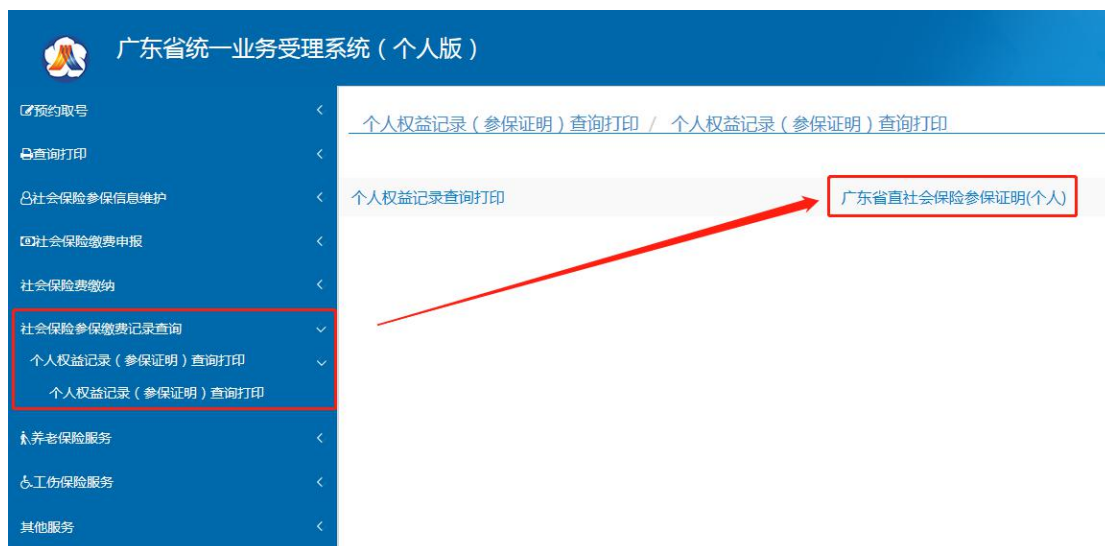 广东省统一业务受理系统（个人版）
预约取号
查询打印
社会保险参保信息维护
社会保险缴费申报
社会保险费缴纳
社会保险参保缴费记录查询
个人权益记录（参保证明）查询打印
个人权益记录（参保证明）查询打印
养老保险服务
工伤保险服务
其他服务
个人权益记录（参保证明）查询打印 / 个人权益记录（参保证明）查询打印
个人权益记录查询打印 广东省直社会保险参保证明(个人)